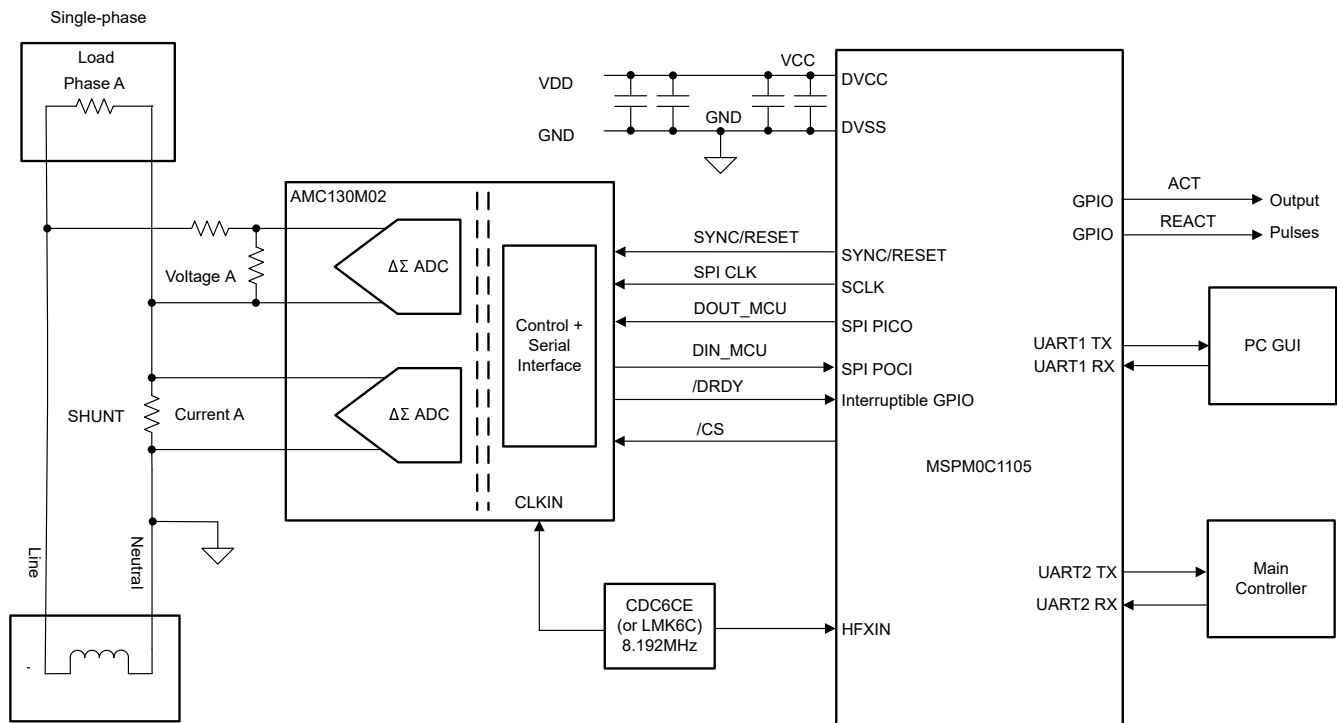 Single-phase
Load
Phase A
Voltage A
SHUNT
Current A
Line
Neutral
-
AMC130M02
ΔΣ ADC
ΔΣ ADC
Control +
Serial
Interface
CLKIN
VDD
GND
VCC
GND
SYNC/RESET
SPI CLK
DOUT_MCU
DIN_MCU
/DRDY
/CS
CDC6CE
(or LMK6C)
8.192MHz
DVCC
DVSS
SYNC/RESET
SCLK
SPI PICO
SPI POCI
Interruptible GPIO
MSPM0C1105
HFXIN
GPIO
GPIO
ACT
REACT
Output
Pulses
UART1 TX
UART1 RX
PC GUI
UART2 TX
UART2 RX
Main
Controller